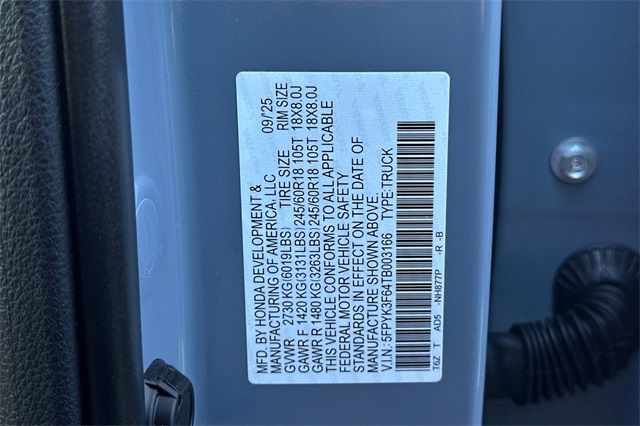 MFD. BY HONDA DEVELOPMENT &
MANUFACTURING OF AMERICA, LLC 09/25
GVWR 2730 KG (6019LBS) TIRE SIZE RIM SIZE
GAWR F 1420 KG (3131LBS) 245/60R18 105T 18X8.0J
GAWR R 1480 KG (3263LBS) 245/60R18 105T 18X8.0J
THIS VEHICLE CONFORMS TO ALL APPLICABLE
FEDERAL MOTOR VEHICLE SAFETY
STANDARDS IN EFFECT ON THE DATE OF
MANUFACTURE SHOWN ABOVE.
V.I.N.: 5FPYK3F64TB003166 TYPE:TRUCK
T6Z T AD5 -NH877P -R -B